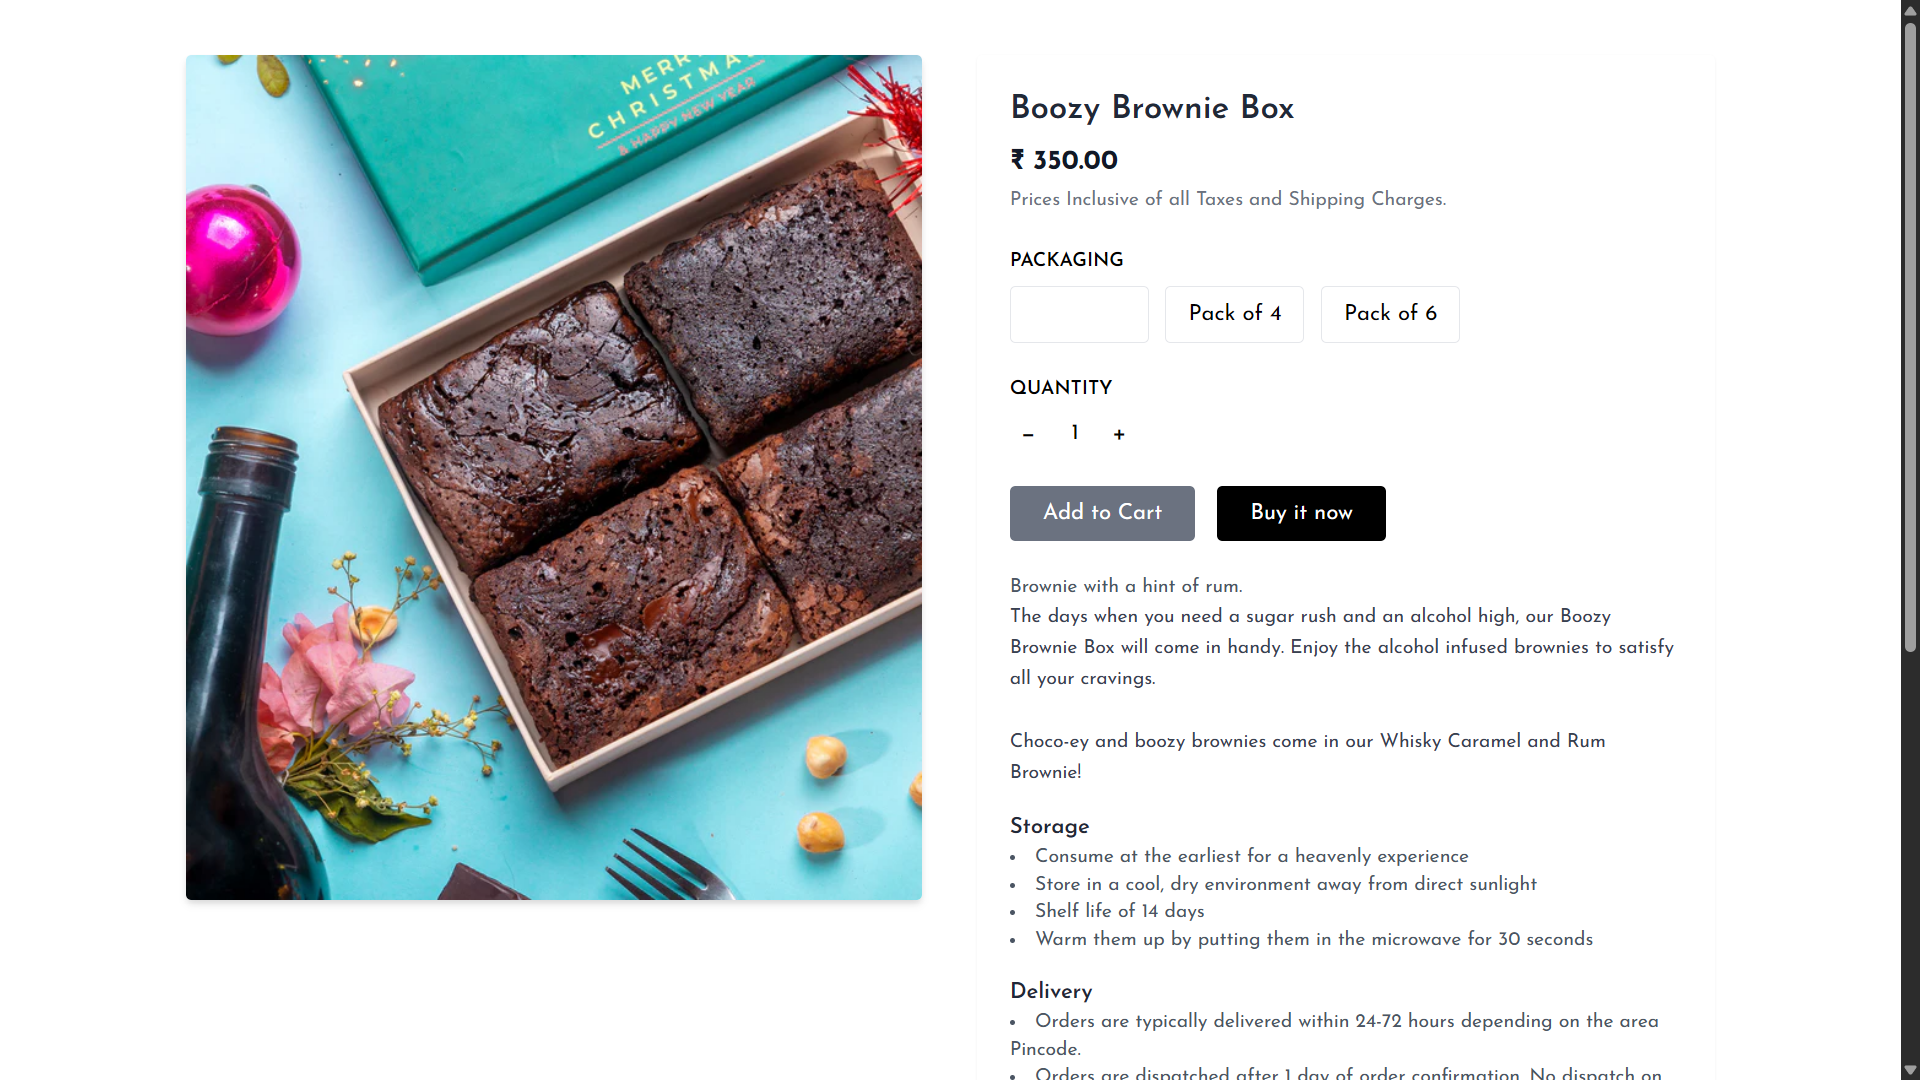 MERRY
CHRISTMAS
& HAPPY NEW YEAR
Boozy Brownie Box
₹ 350.00
Prices Inclusive of all Taxes and Shipping Charges.
PACKAGING
Pack of 4
Pack of 6
QUANTITY
– 1 +
Add to Cart
Buy it now
Brownie with a hint of rum.
The days when you need a sugar rush and an alcohol high, our Boozy
Brownie Box will come in handy. Enjoy the alcohol infused brownies to satisfy
all your cravings.
Choco-ey and boozy brownies come in our Whisky Caramel and Rum
Brownie!
Storage
• Consume at the earliest for a heavenly experience
• Store in a cool, dry environment away from direct sunlight
• Shelf life of 14 days
• Warm them up by putting them in the microwave for 30 seconds
Delivery
• Orders are typically delivered within 24-72 hours depending on the area
Pincode.
• Orders are dispatched after 1 day of order confirmation. No dispatch on